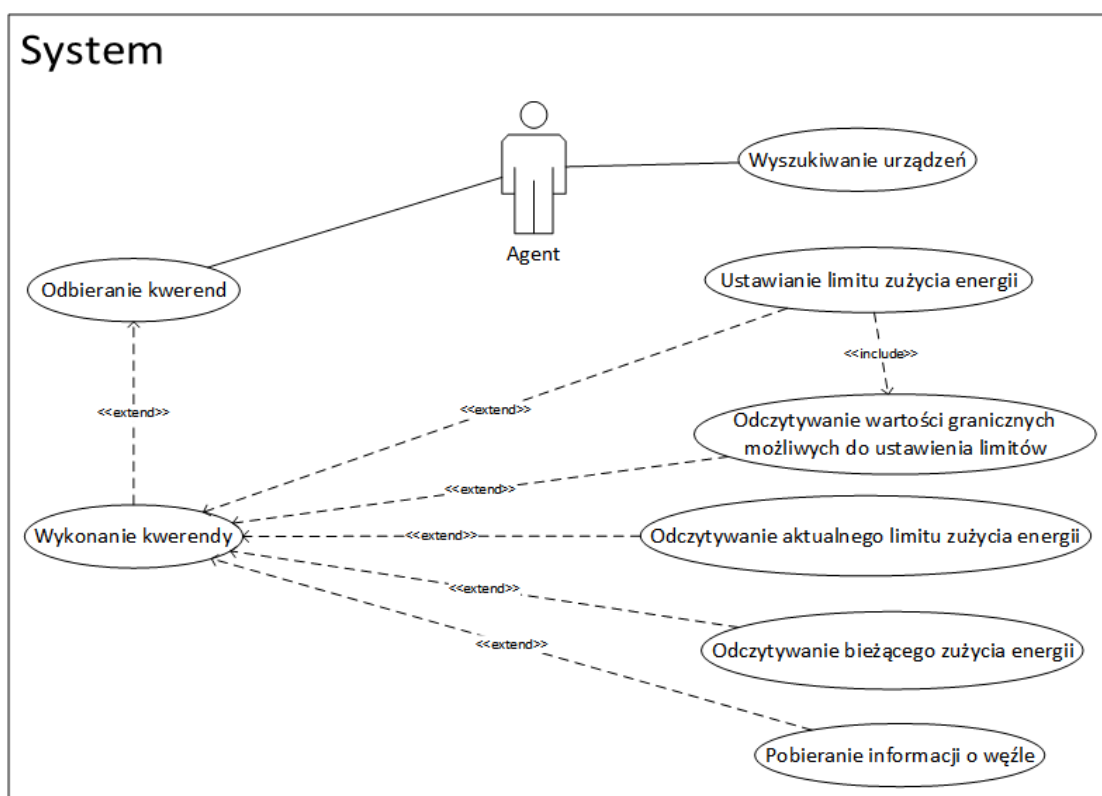 System
Wyszukiwanie urządzeń
Agent
Odbieranie kwerend
Ustawianie limitu zużycia energii
<<include>>
<<extend>>
<<extend>>
Odczytywanie wartości granicznych
możliwych do ustawienia limitów
<<extend>>
Wykonanie kwerendy
<<extend>>
Odczytywanie aktualnego limitu zużycia energii
<<extend>>
Odczytywanie bieżącego zużycia energii
<<extend>>
Pobieranie informacji o węźle